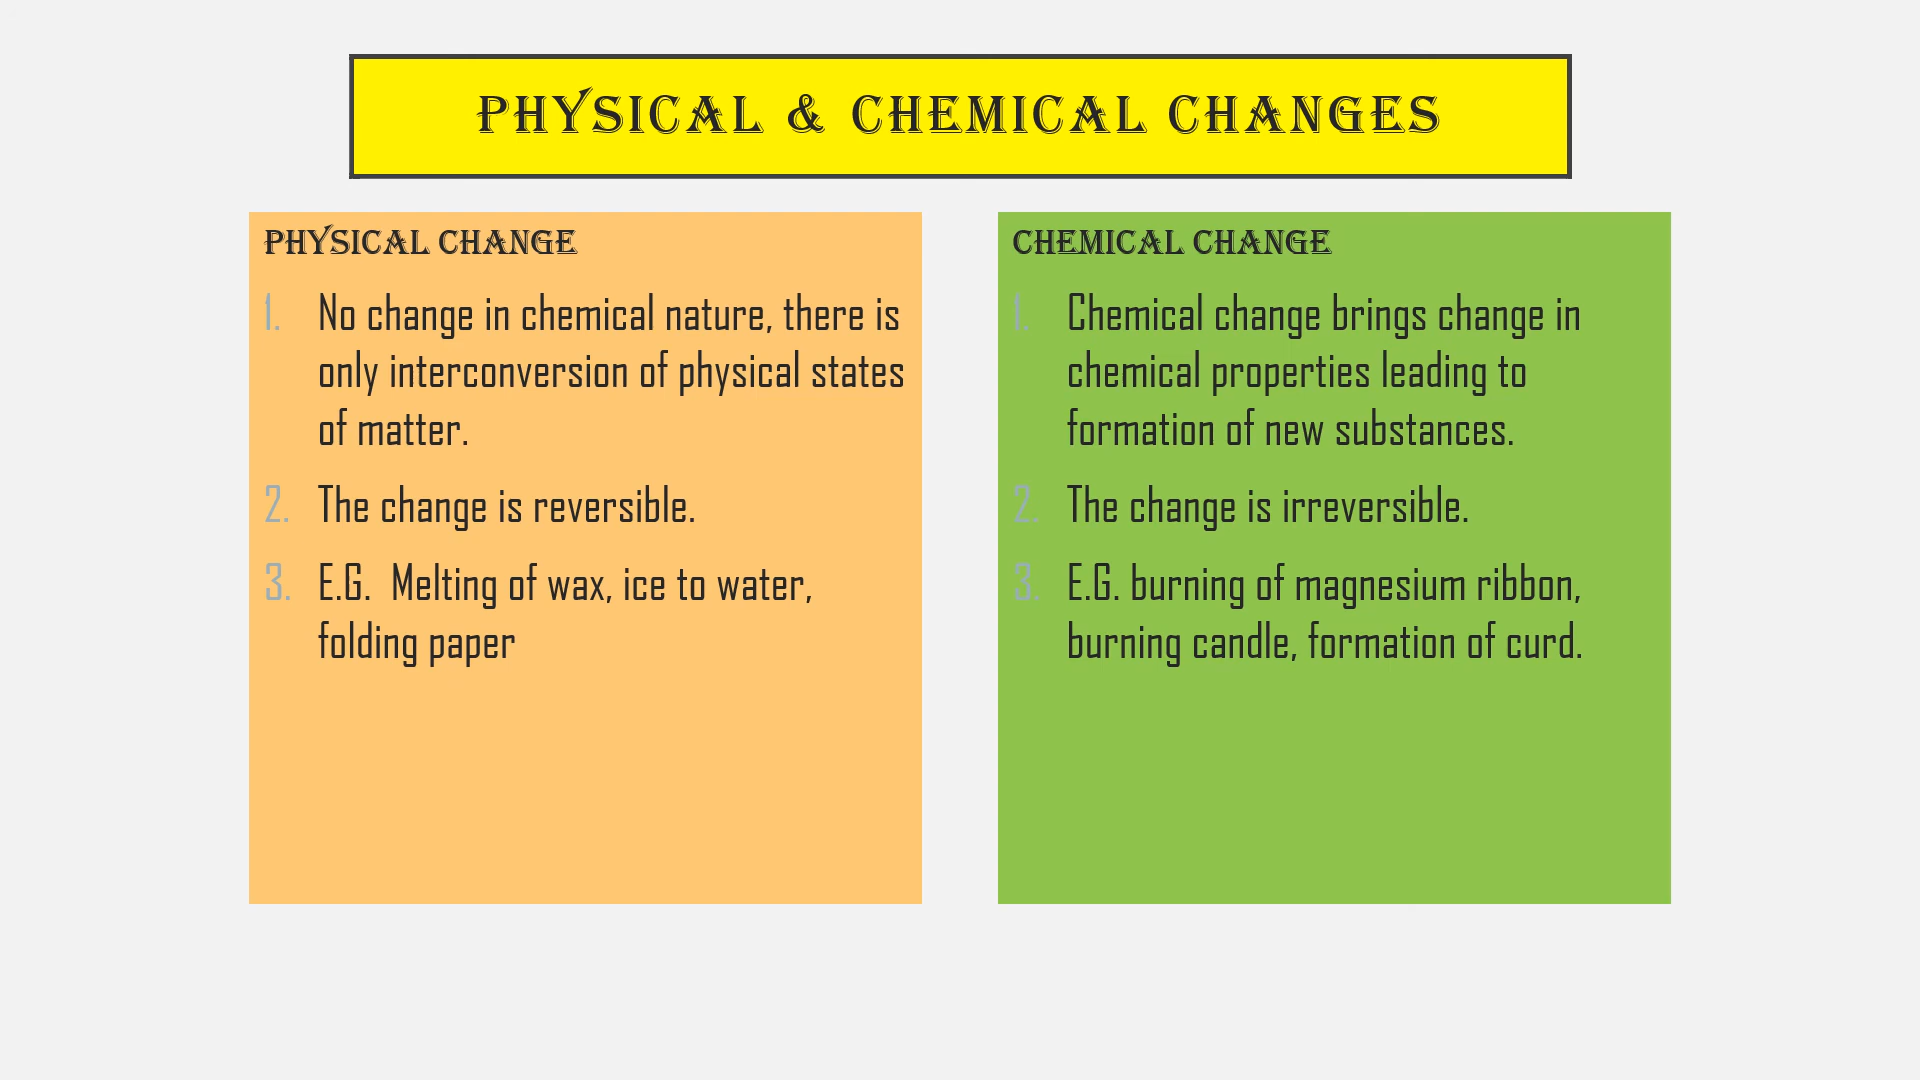 PHYSICAL & CHEMICAL CHANGES
PHYSICAL CHANGE
1. No change in chemical nature, there is
only interconversion of physical states
of matter.
2. The change is reversible.
3. E.G.  Melting of wax, ice to water,
folding paper
CHEMICAL CHANGE
1. Chemical change brings change in
chemical properties leading to
formation of new substances.
2. The change is irreversible.
3. E.G. burning of magnesium ribbon,
burning candle, formation of curd.